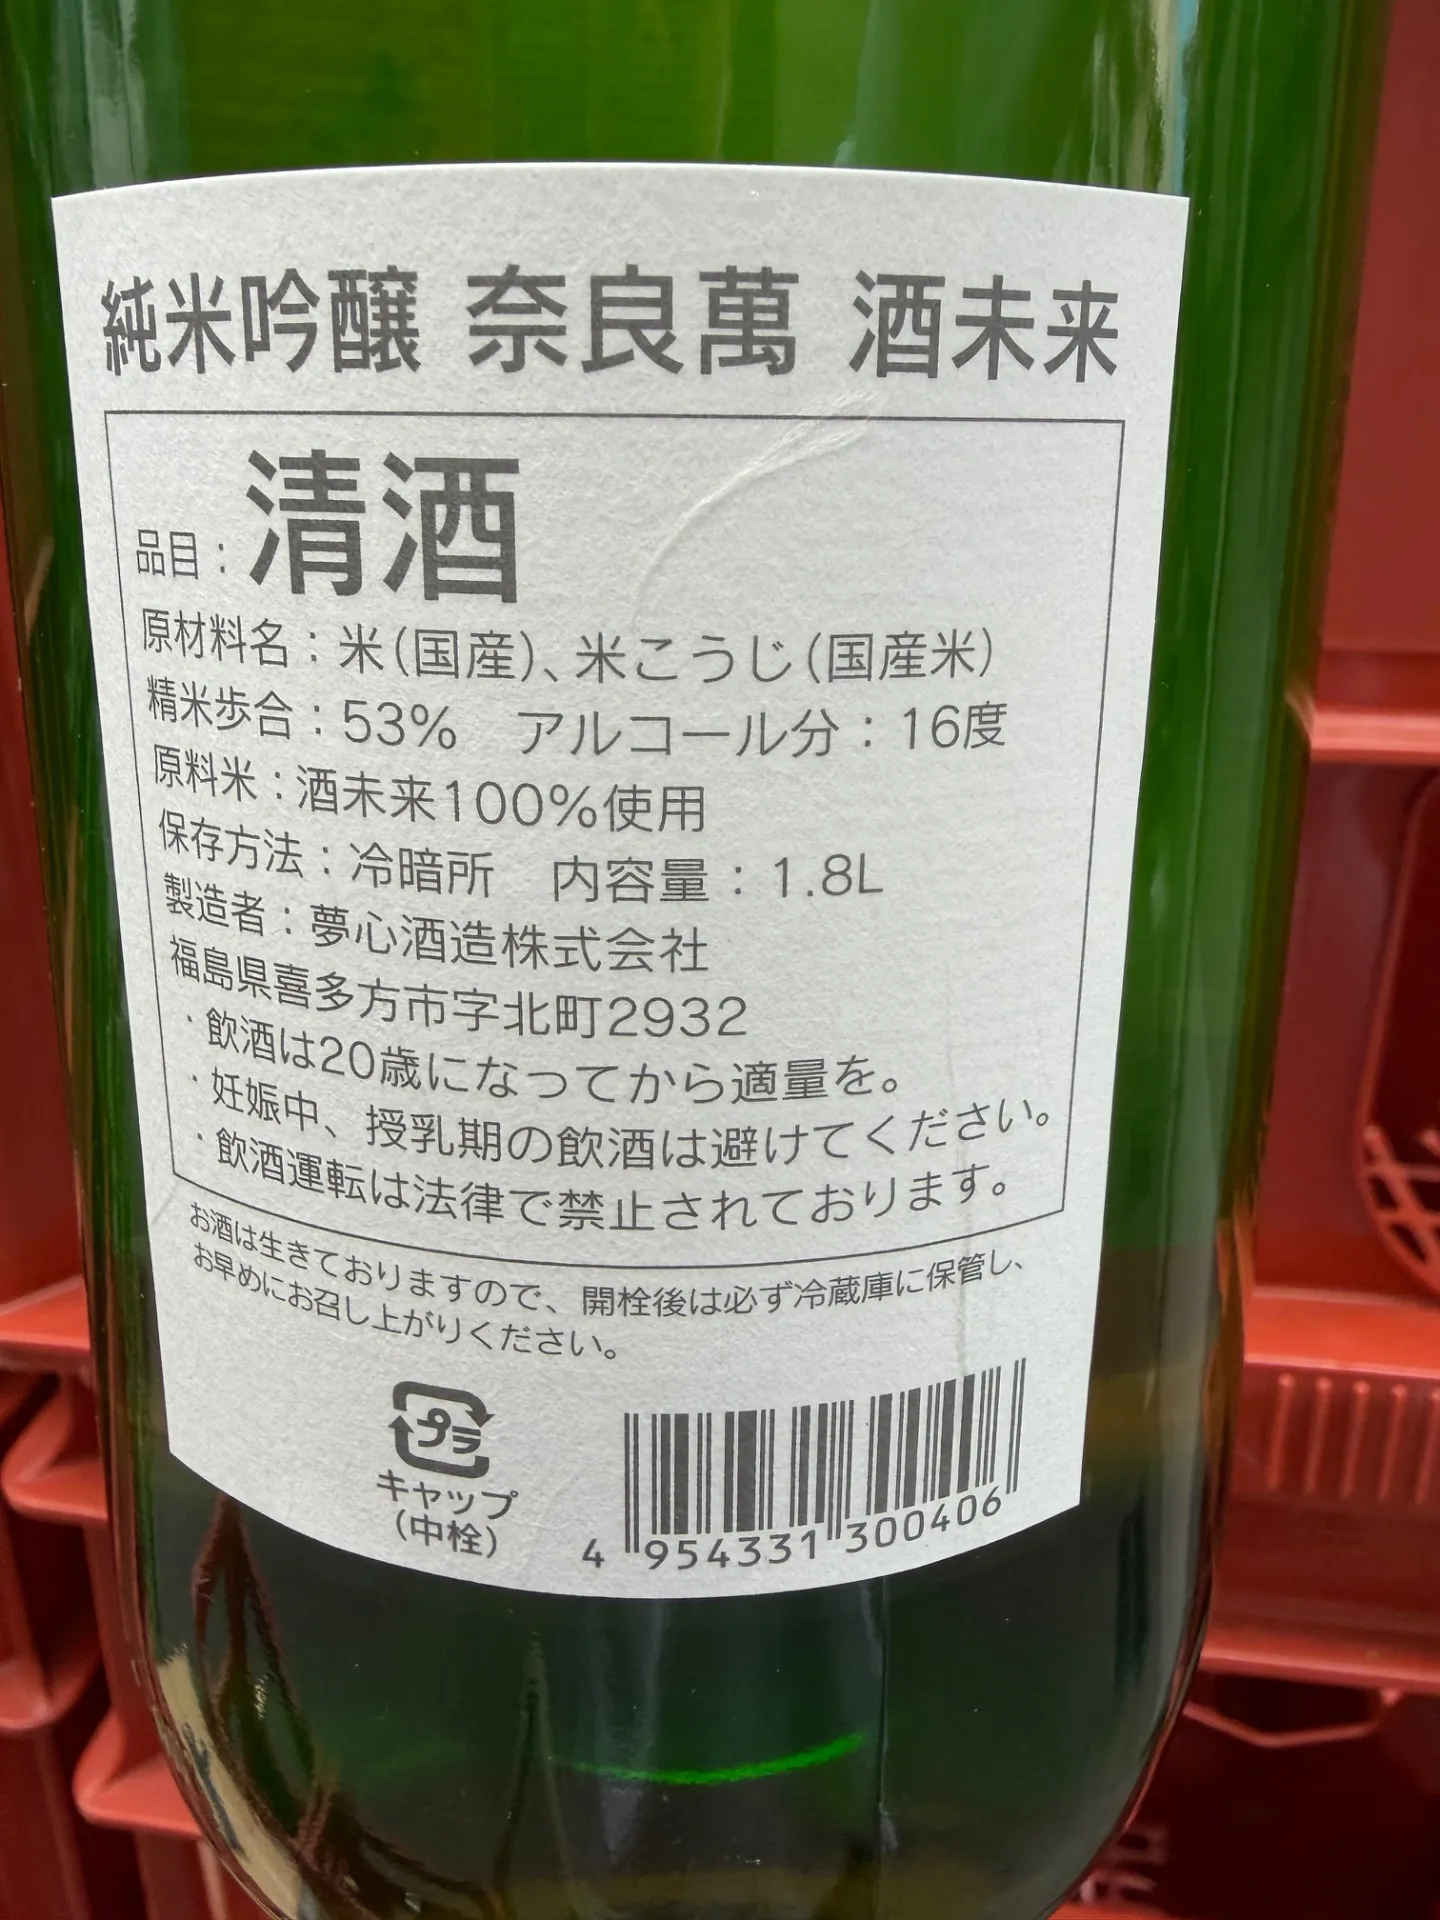 純米吟醸 奈良萬 酒未来
品目：清酒
原材料名：米(国産)、米こうじ(国産米)
精米歩合：53%　アルコール分：16度
原料米：酒未来100%使用
保存方法：冷暗所　内容量：1.8L
製造者：夢心酒造株式会社
福島県喜多方市字北町2932
・飲酒は20歳になってから適量を。
・妊娠中、授乳期の飲酒は避けてください。
・飲酒運転は法律で禁止されております。
お酒は生きておりますので、開栓後は必ず冷蔵庫に保管し、
お早めにお召し上がりください。
プラ
キャップ
(中栓)
4 954331 300406